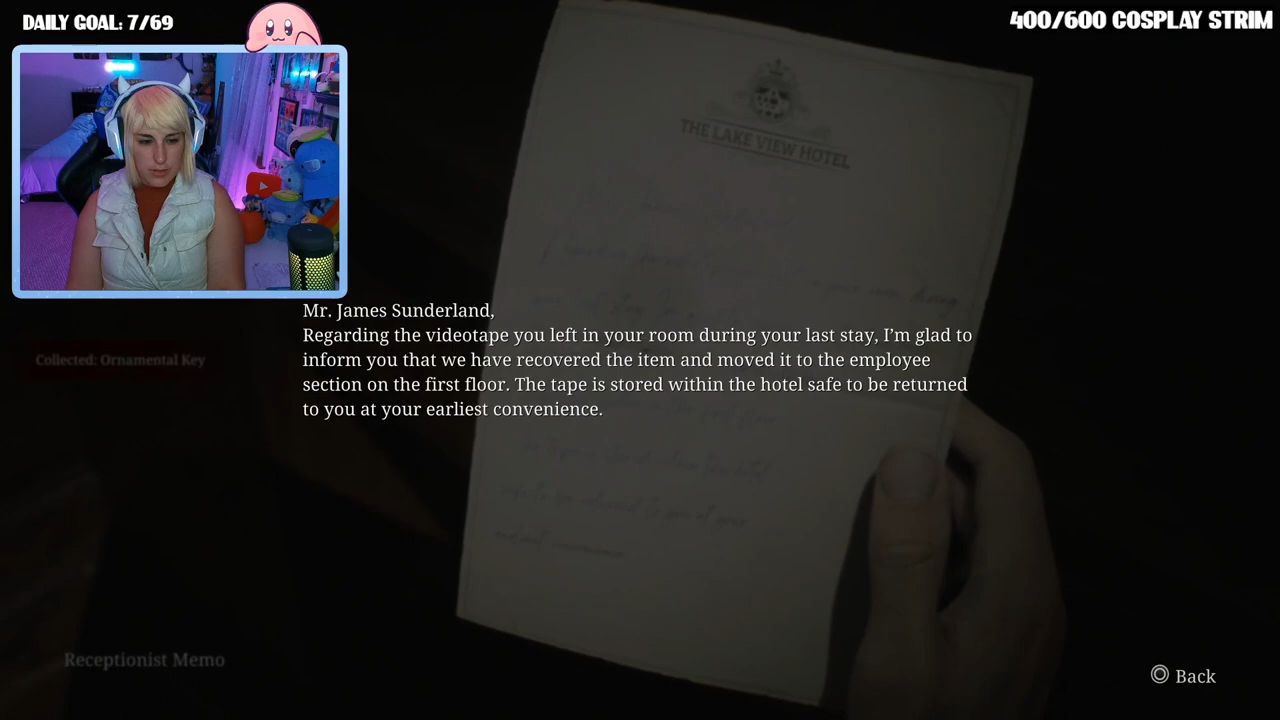 DAILY GOAL: 7/69
400/600 COSPLAY STRIM
THE LAKE VIEW HOTEL
Mr. James Sunderland,
Regarding the videotape you left in your room during your last stay, I'm glad to
inform you that we have recovered the item and moved it to the employee
section on the first floor. The tape is stored within the hotel safe to be returned
to you at your earliest convenience.
Collected: Ornamental Key
Receptionist Memo
Back